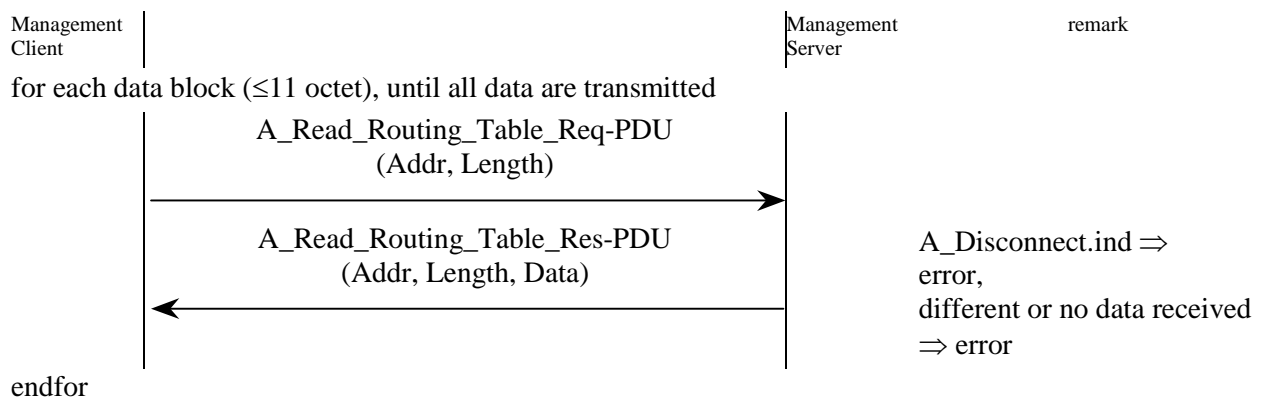 Management Client
Management Server
remark
for each data block (≤11 octet), until all data are transmitted
A_Read_Routing_Table_Req-PDU
(Addr, Length)
A_Read_Routing_Table_Res-PDU
(Addr, Length, Data)
A_Disconnect.ind ⇒
error,
different or no data received
⇒ error
endfor